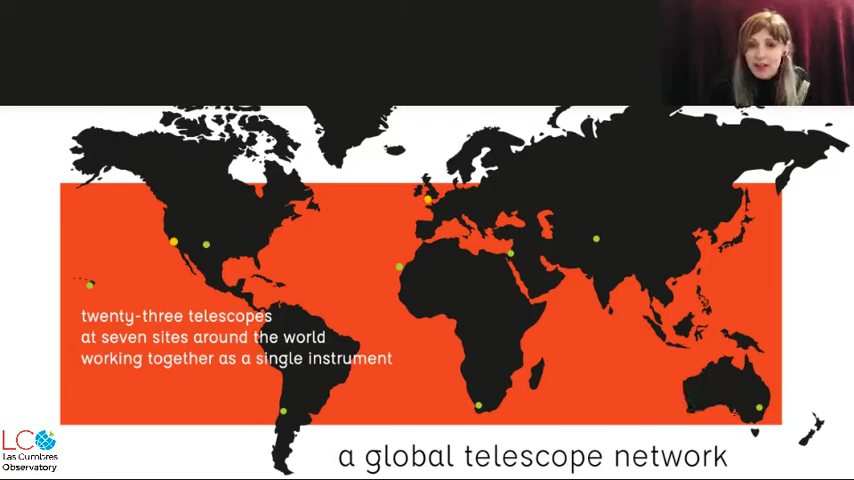 twenty-three telescopes
at seven sites around the world
working together as a single instrument
LCO
Las Cumbres
Observatory
a global telescope network